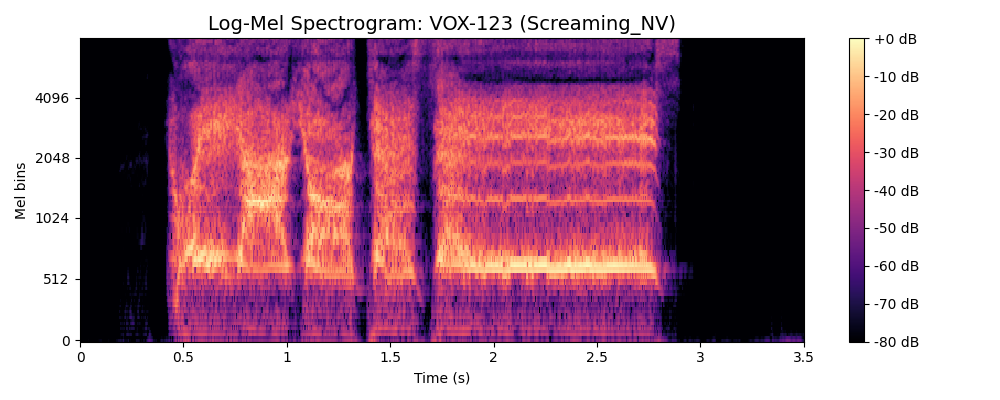 Log-Mel Spectrogram: VOX-123 (Screaming_NV)
Mel bins
4096
2048
1024
512
0
0
0.5
1
1.5
2
2.5
3
3.5
Time (s)
+0 dB
-10 dB
-20 dB
-30 dB
-40 dB
-50 dB
-60 dB
-70 dB
-80 dB